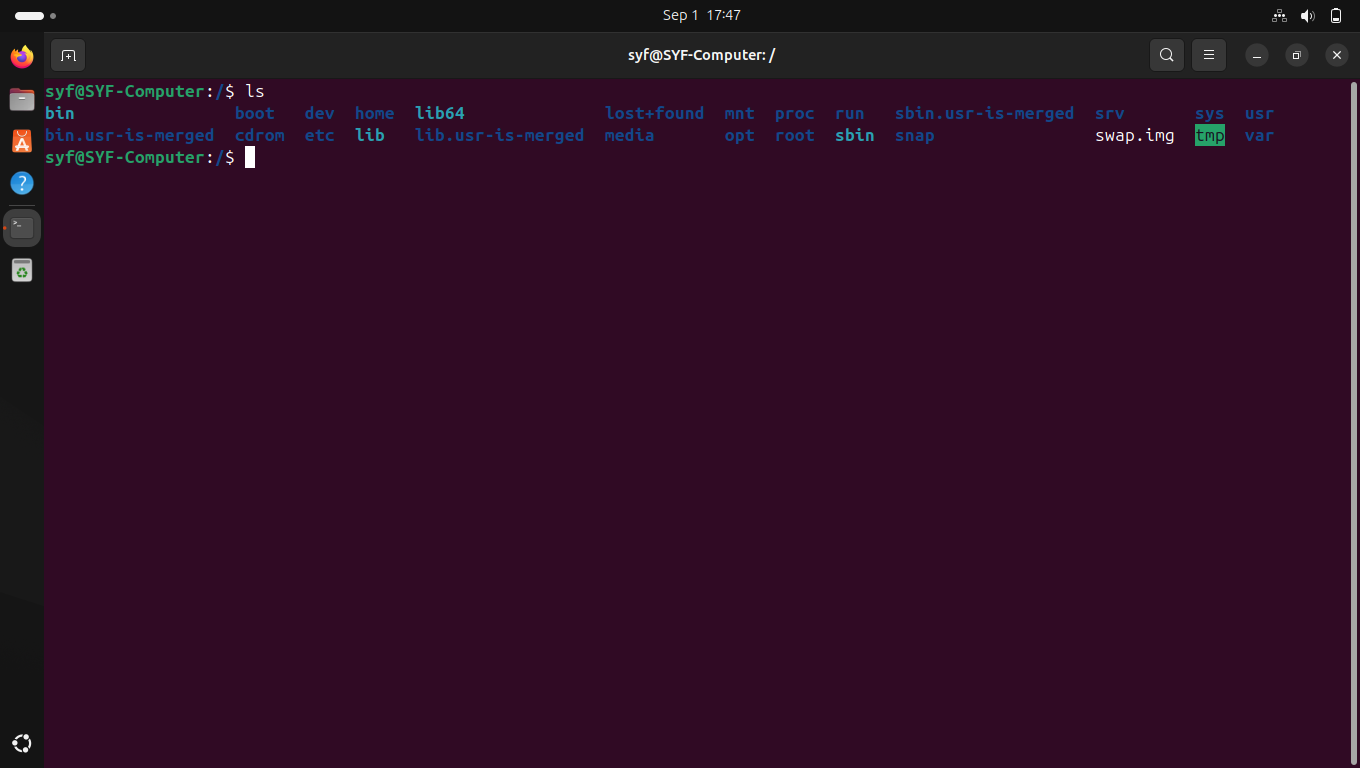 Sep 1 17:47
syf@SYF-Computer: /
syf@SYF-Computer:/$ ls
bin boot dev home lib64 lost+found mnt proc run sbin.usr-is-merged srv sys usr
bin.usr-is-merged cdrom etc lib lib.usr-is-merged media opt root sbin snap swap.img tmp var
syf@SYF-Computer:/$